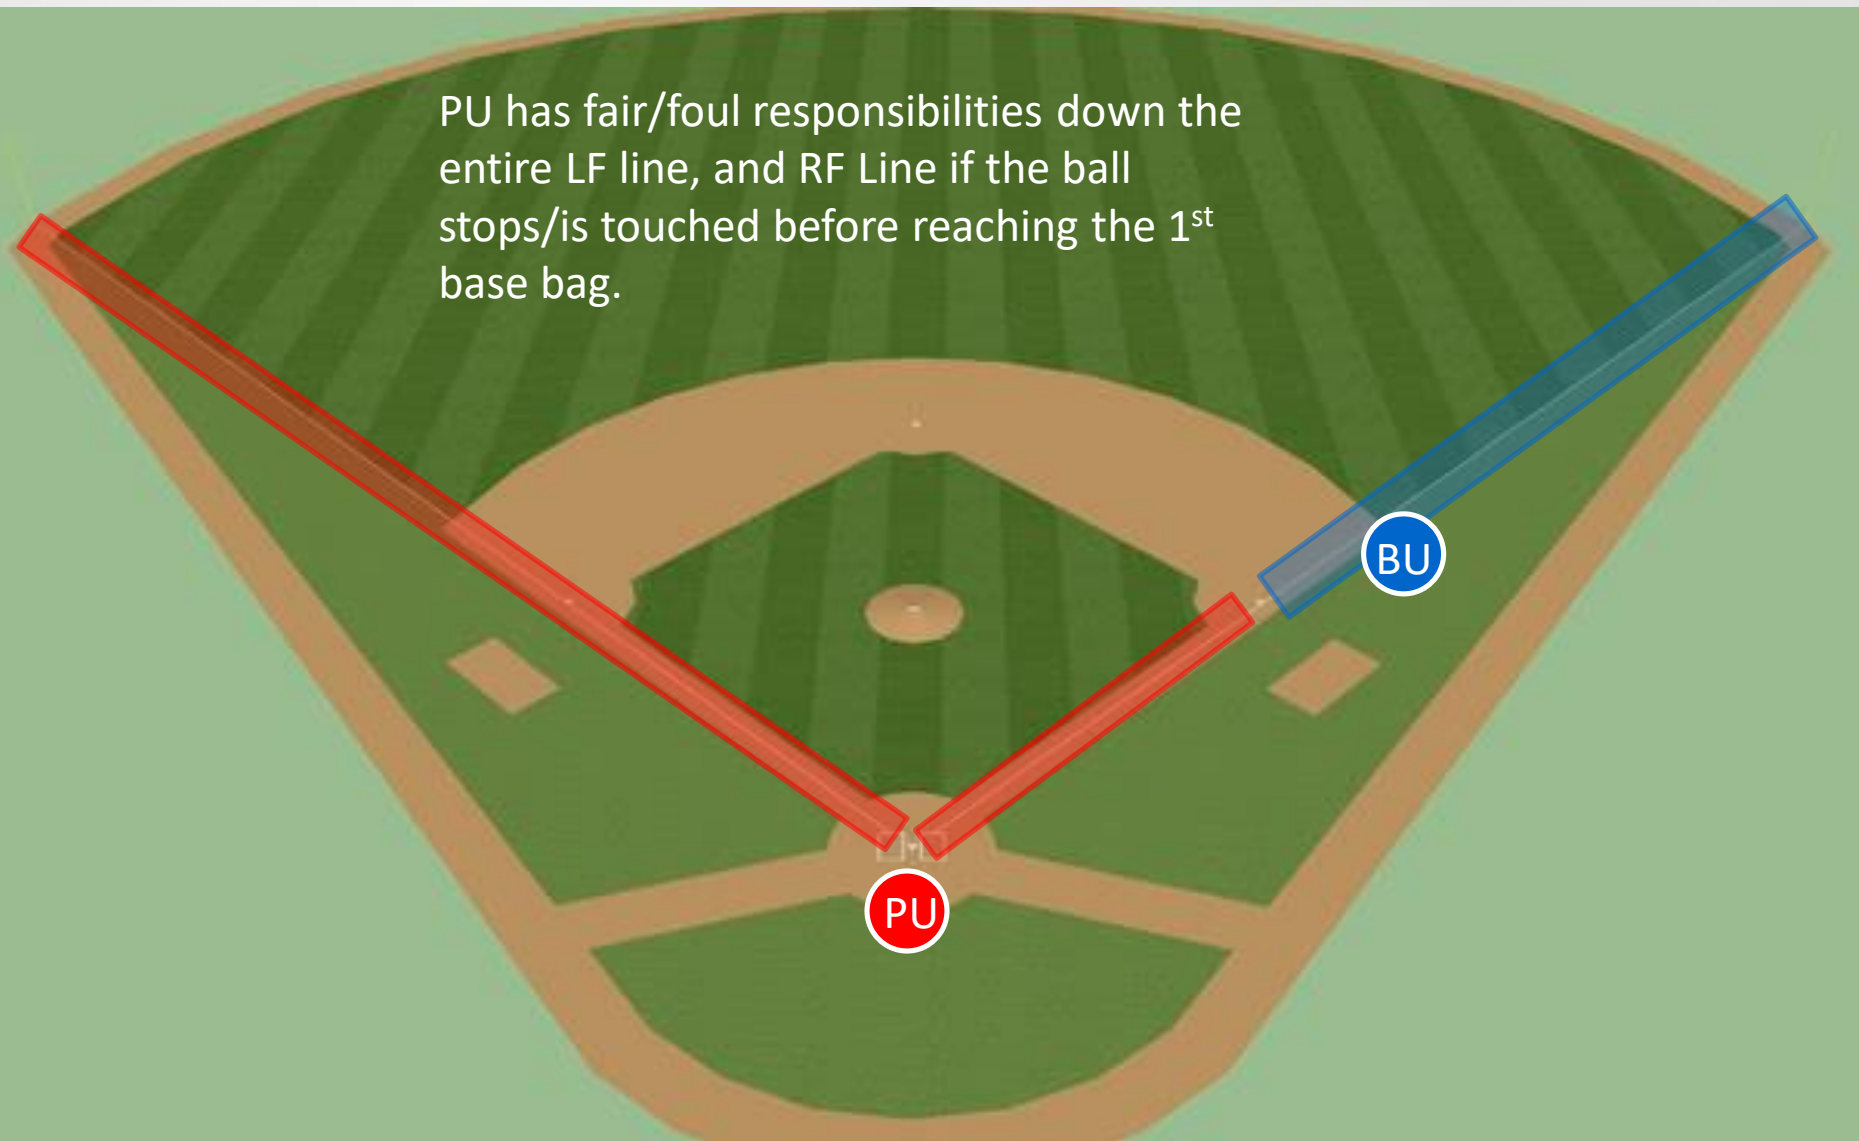 PU has fair/foul responsibilities down the
entire LF line, and RF Line if the ball
stops/is touched before reaching the 1st
base bag.
BU
PU